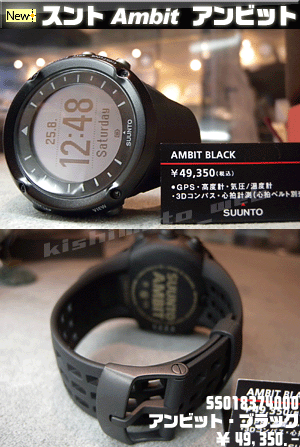 New! スント Ambit アンビット
25.8.
12:48
Saturday
SUUNTO
AMBIT BLACK
¥49,350(税込)
•GPS・高度計・気圧/温度計
・3DコンパスS・心拍計測(心拍ベルト別
SUUNTO
SUUNTO
AMBIT
AMBIT BLACK
SS018374000
アンビット・ブラック
¥ 49,350.-